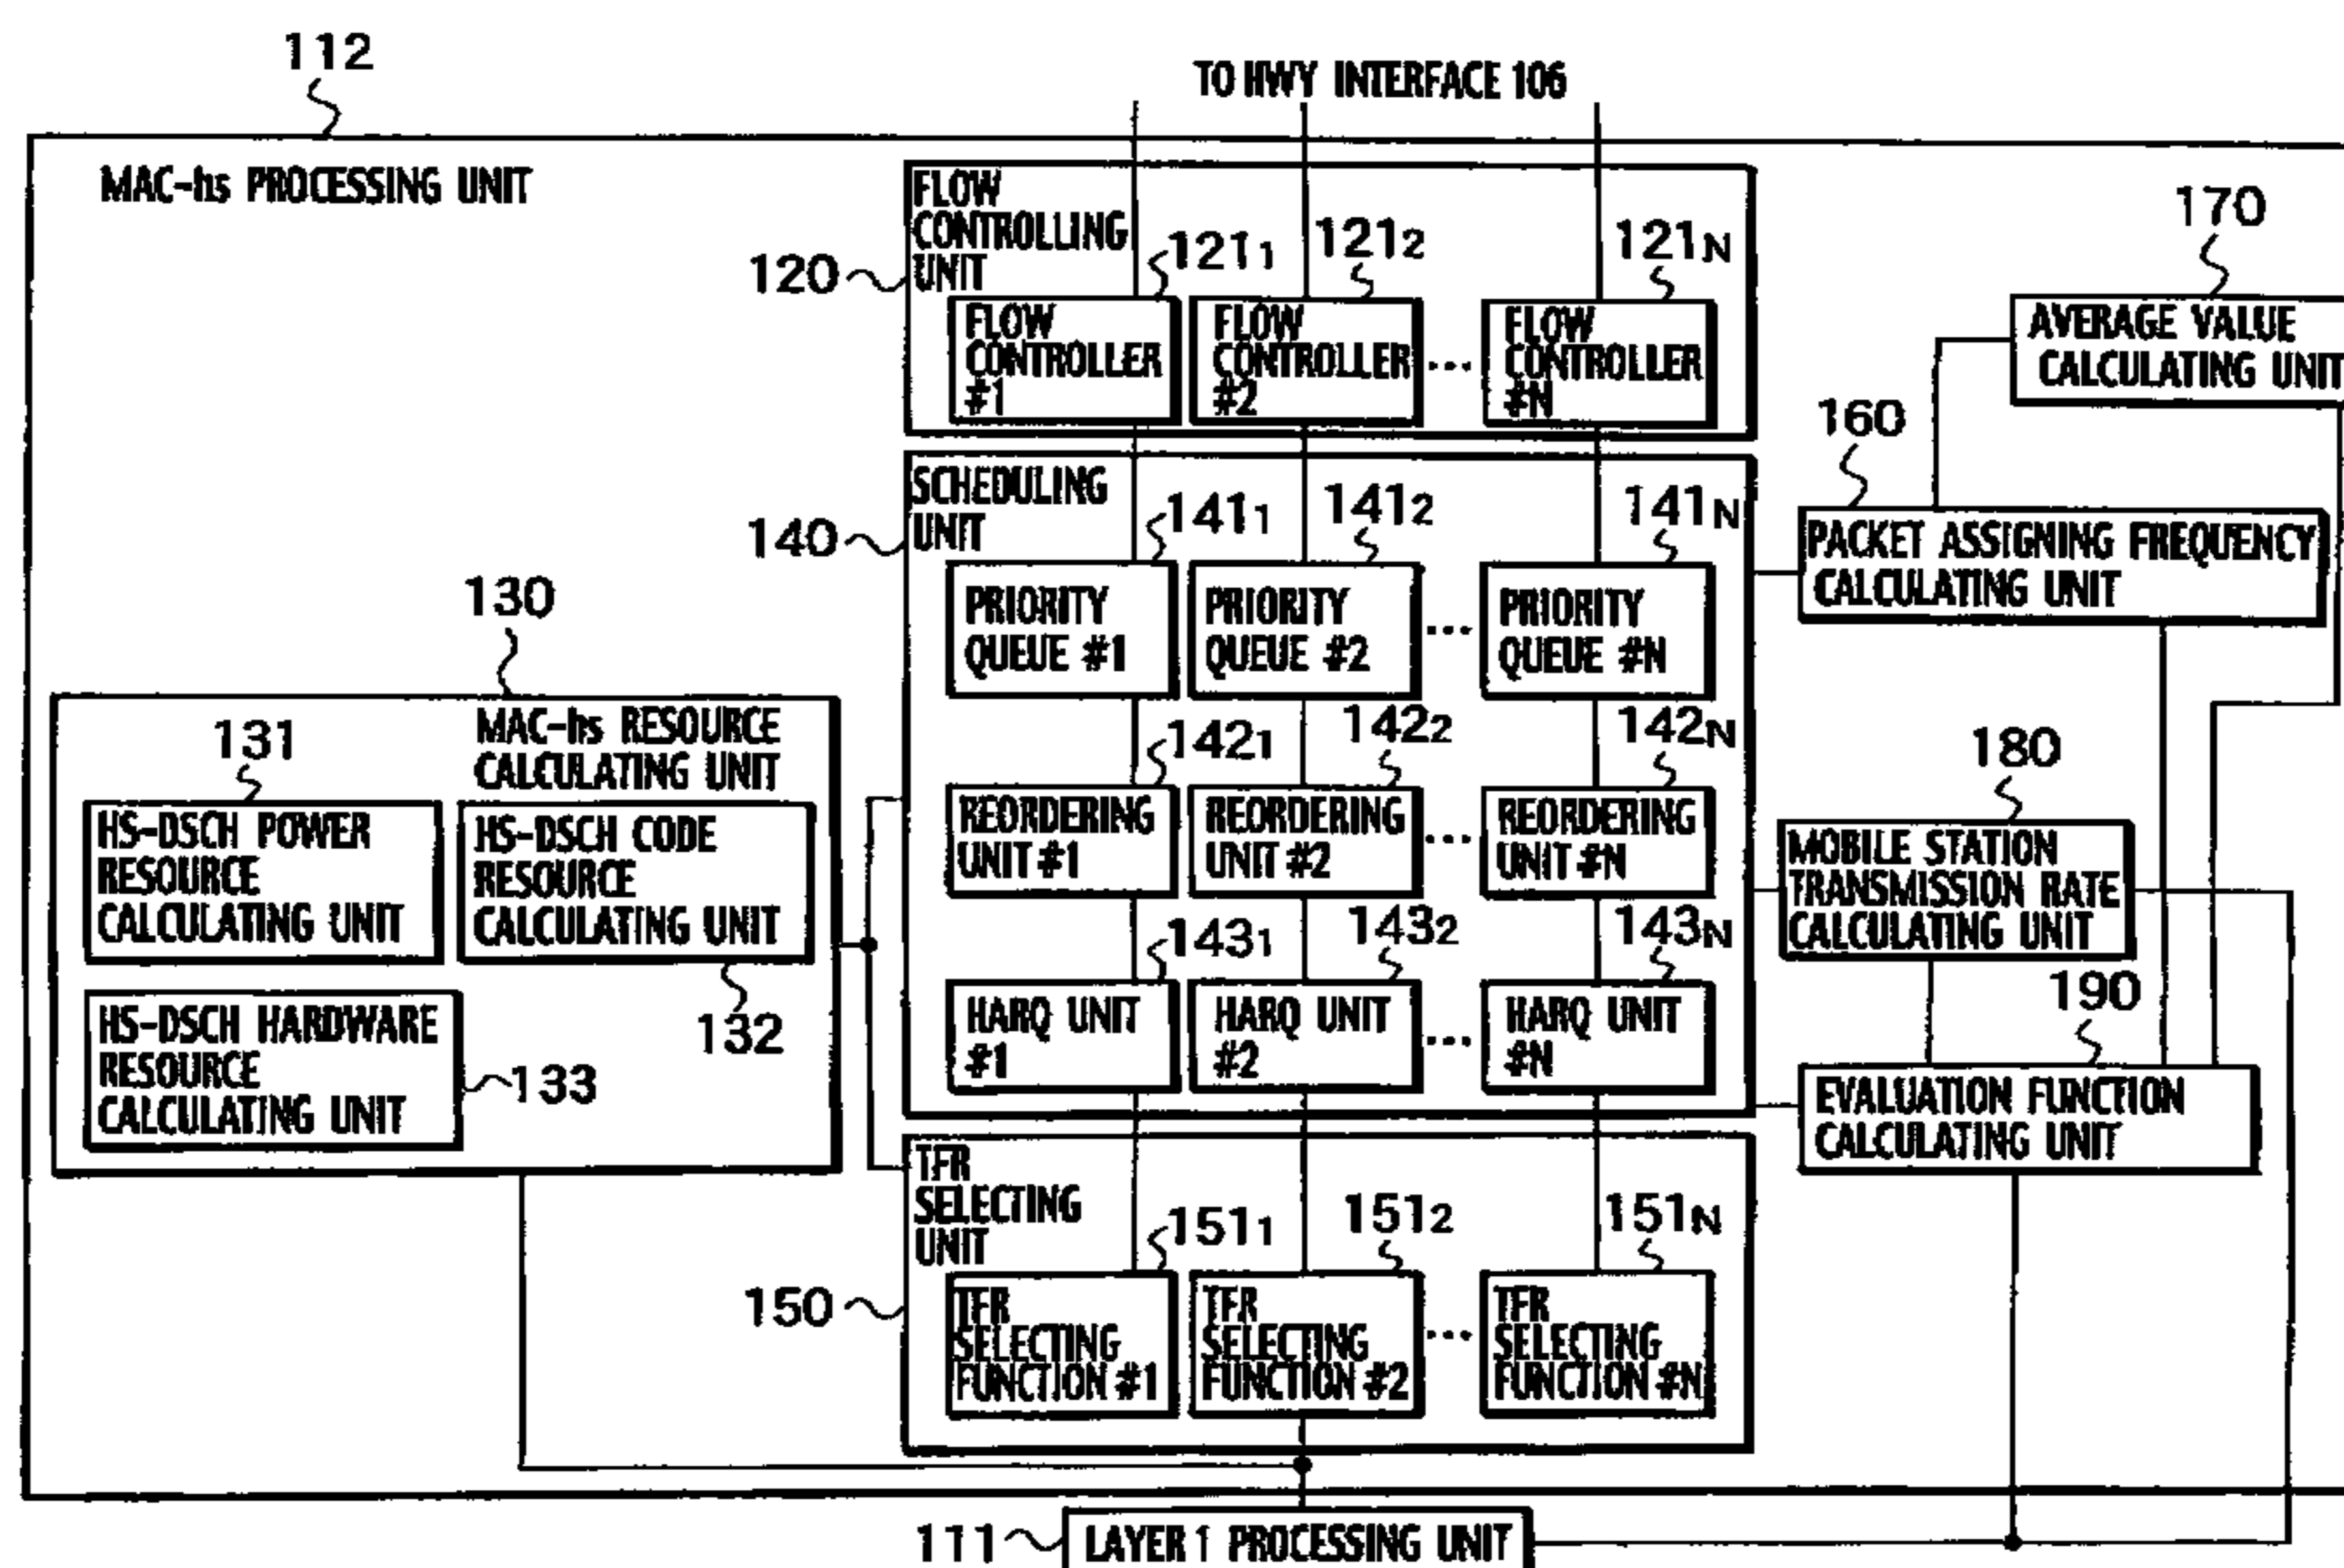 112
TO HWY INTERFACE 106
MAC-hs PROCESSING UNIT
FLOW
CONTROLLING
UNIT
120
121₁
121₂
121N
FLOW
CONTROLLER
#1
FLOW
CONTROLLER
#2
...
FLOW
CONTROLLER
#N
170
AVERAGE VALUE
CALCULATING UNIT
160
PACKET ASSIGNING FREQUENCY
CALCULATING UNIT
SCHEDULING
UNIT
140
141₁
141₂
141N
PRIORITY
QUEUE #1
PRIORITY
QUEUE #2
...
PRIORITY
QUEUE #N
142₁
142₂
142N
REORDERING
UNIT #1
REORDERING
UNIT #2
...
REORDERING
UNIT #N
143₁
143₂
143N
HARQ UNIT
#1
HARQ UNIT
#2
...
HARQ UNIT
#N
130
MAC-hs RESOURCE
CALCULATING UNIT
131
HS-DSCH POWER
RESOURCE
CALCULATING UNIT
HS-DSCH CODE
RESOURCE
CALCULATING UNIT
132
HS-DSCH HARDWARE
RESOURCE
CALCULATING UNIT
133
180
MOBILE STATION
TRANSMISSION RATE
CALCULATING UNIT
190
EVALUATION FUNCTION
CALCULATING UNIT
TFR
SELECTING
UNIT
150
151₁
151₂
151N
TFR
SELECTING
FUNCTION #1
TFR
SELECTING
FUNCTION #2
...
TFR
SELECTING
FUNCTION #N
111
LAYER 1 PROCESSING UNIT